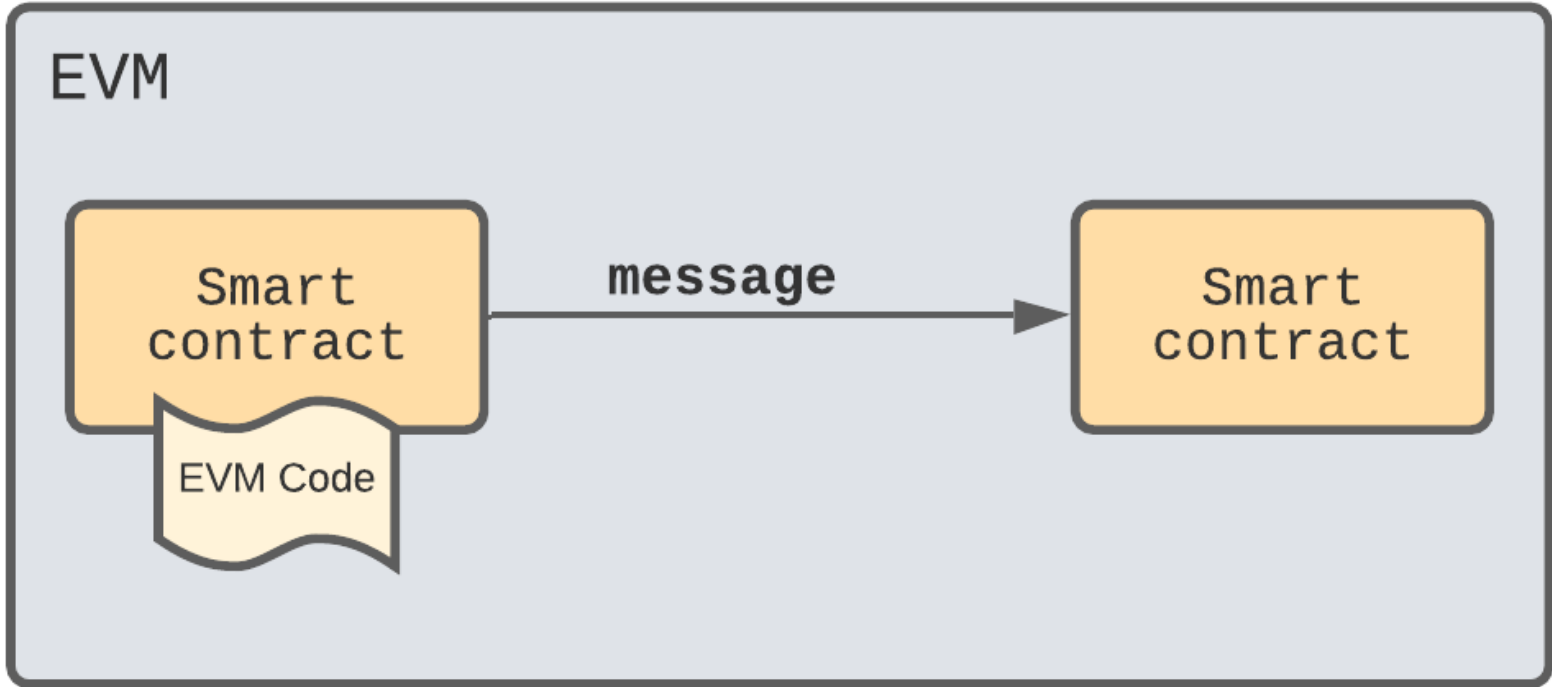 EVM
Smart
contract
message
Smart
contract
EVM Code